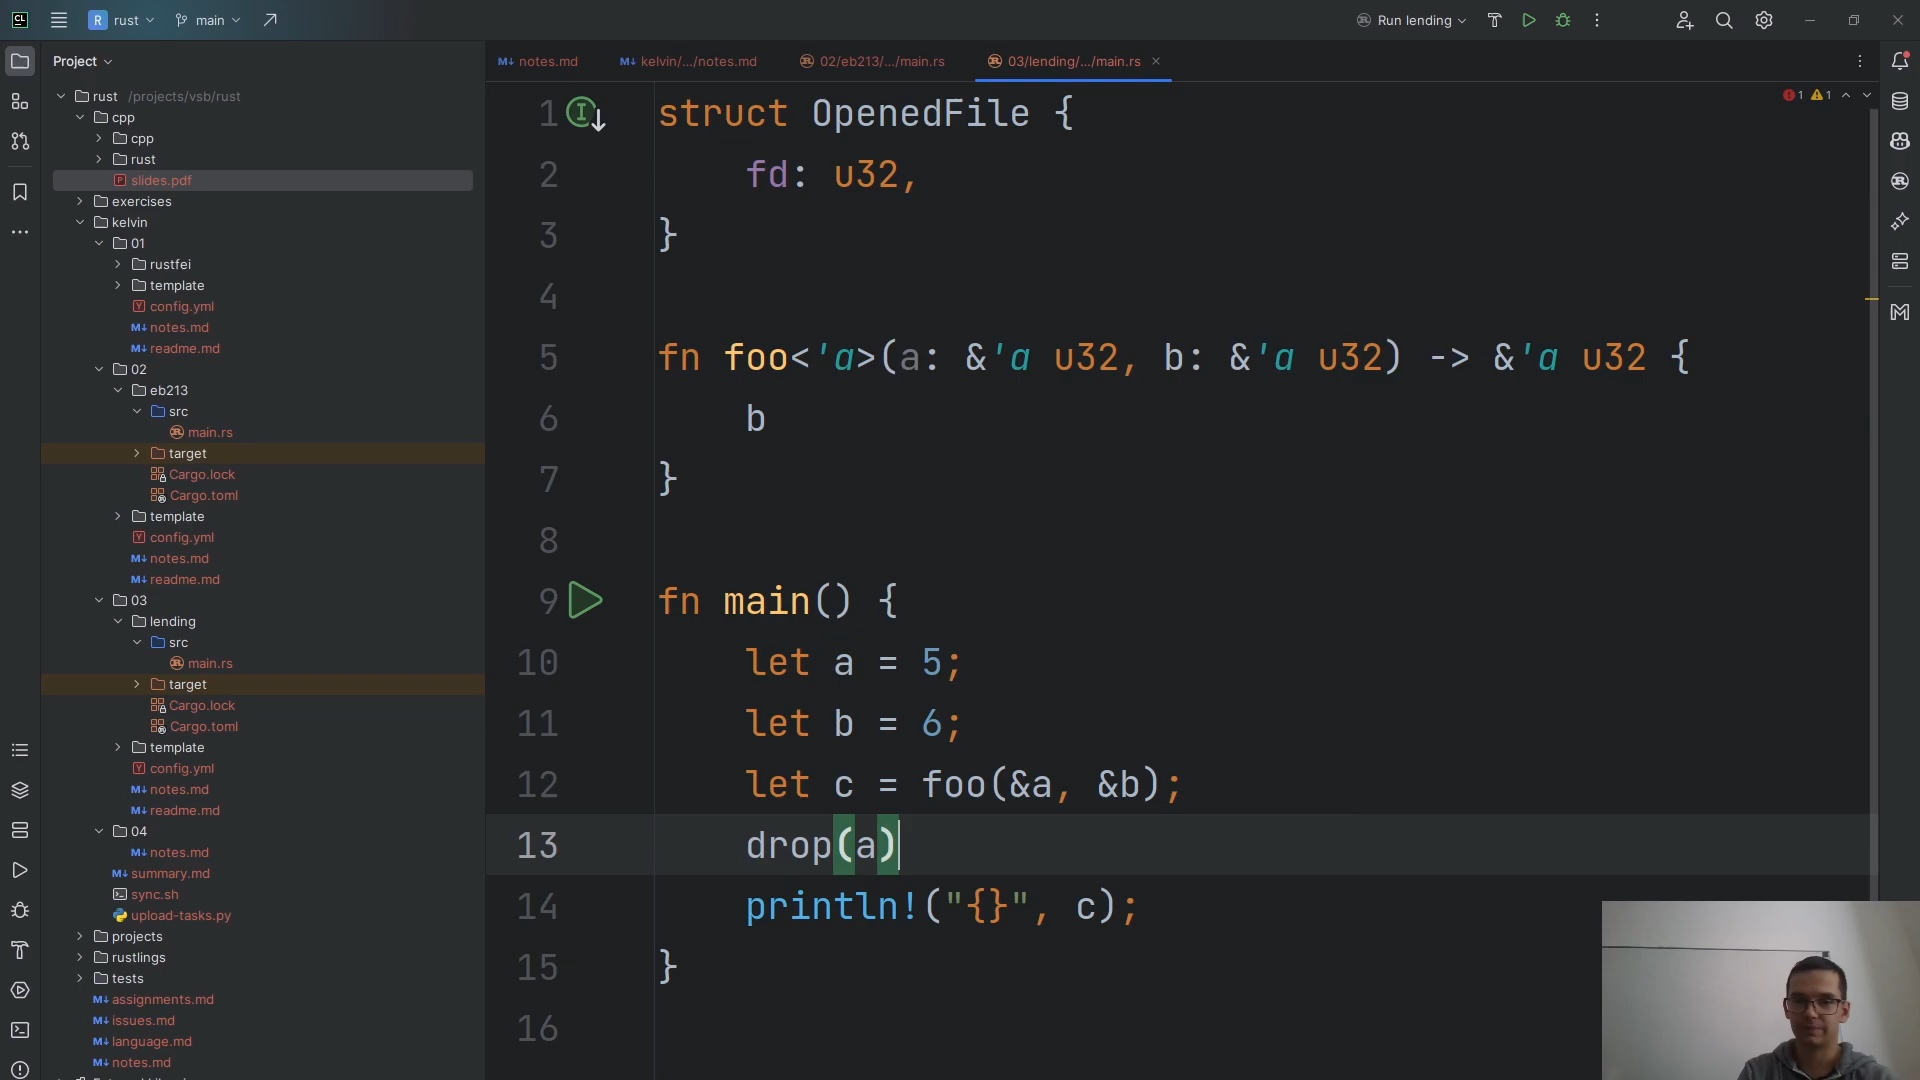 CL
R rust
main
Run lending
Project
notes.md
kelvin/.../notes.md
02/eb213/.../main.rs
03/lending/.../main.rs
1 1
rust /projects/vsb/rust
cpp
cpp
rust
slides.pdf
exercises
kelvin
01
rustfei
template
config.yml
notes.md
readme.md
02
eb213
src
main.rs
target
Cargo.lock
Cargo.toml
template
config.yml
notes.md
readme.md
03
lending
src
main.rs
target
Cargo.lock
Cargo.toml
template
config.yml
notes.md
readme.md
04
notes.md
summary.md
sync.sh
upload-tasks.py
projects
rustlings
tests
assignments.md
issues.md
language.md
notes.md
1 struct OpenedFile {
2 fd: u32,
3 }
4
5 fn foo<'a>(a: &'a u32, b: &'a u32) -> &'a u32 {
6 b
7 }
8
9 fn main() {
10 let a = 5;
11 let b = 6;
12 let c = foo(&a, &b);
13 drop(a)
14 println!("{}", c);
15 }
16